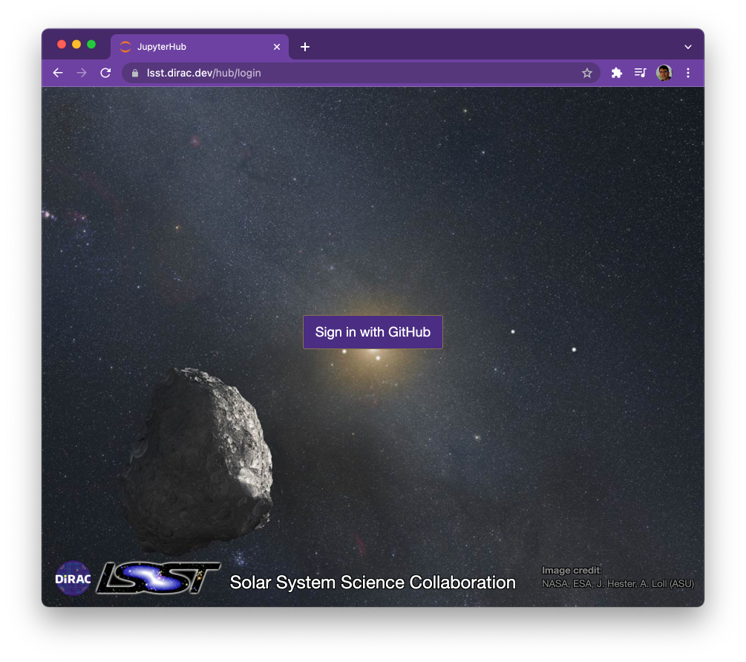 JupyterHub
lsst.dirac.dev/hub/login
Sign in with GitHub
DiRAC
LSST
Solar System Science Collaboration
Image credit:
NASA, ESA, J. Hester, A. Loll (ASU)